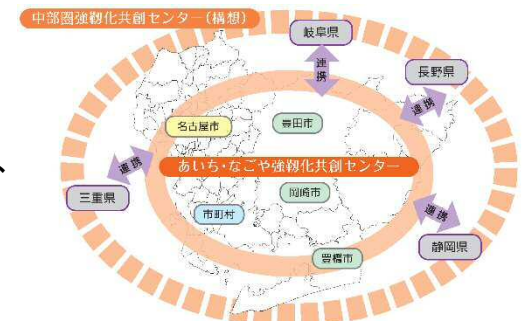 中部圏強靱化共創センター(構想)
岐阜県
連携
長野県
連携
名古屋市
豊田市
あいち・なごや強靱化共創センター
連携
三重県
岡崎市
市町村
連携
静岡県
豊橋市
、